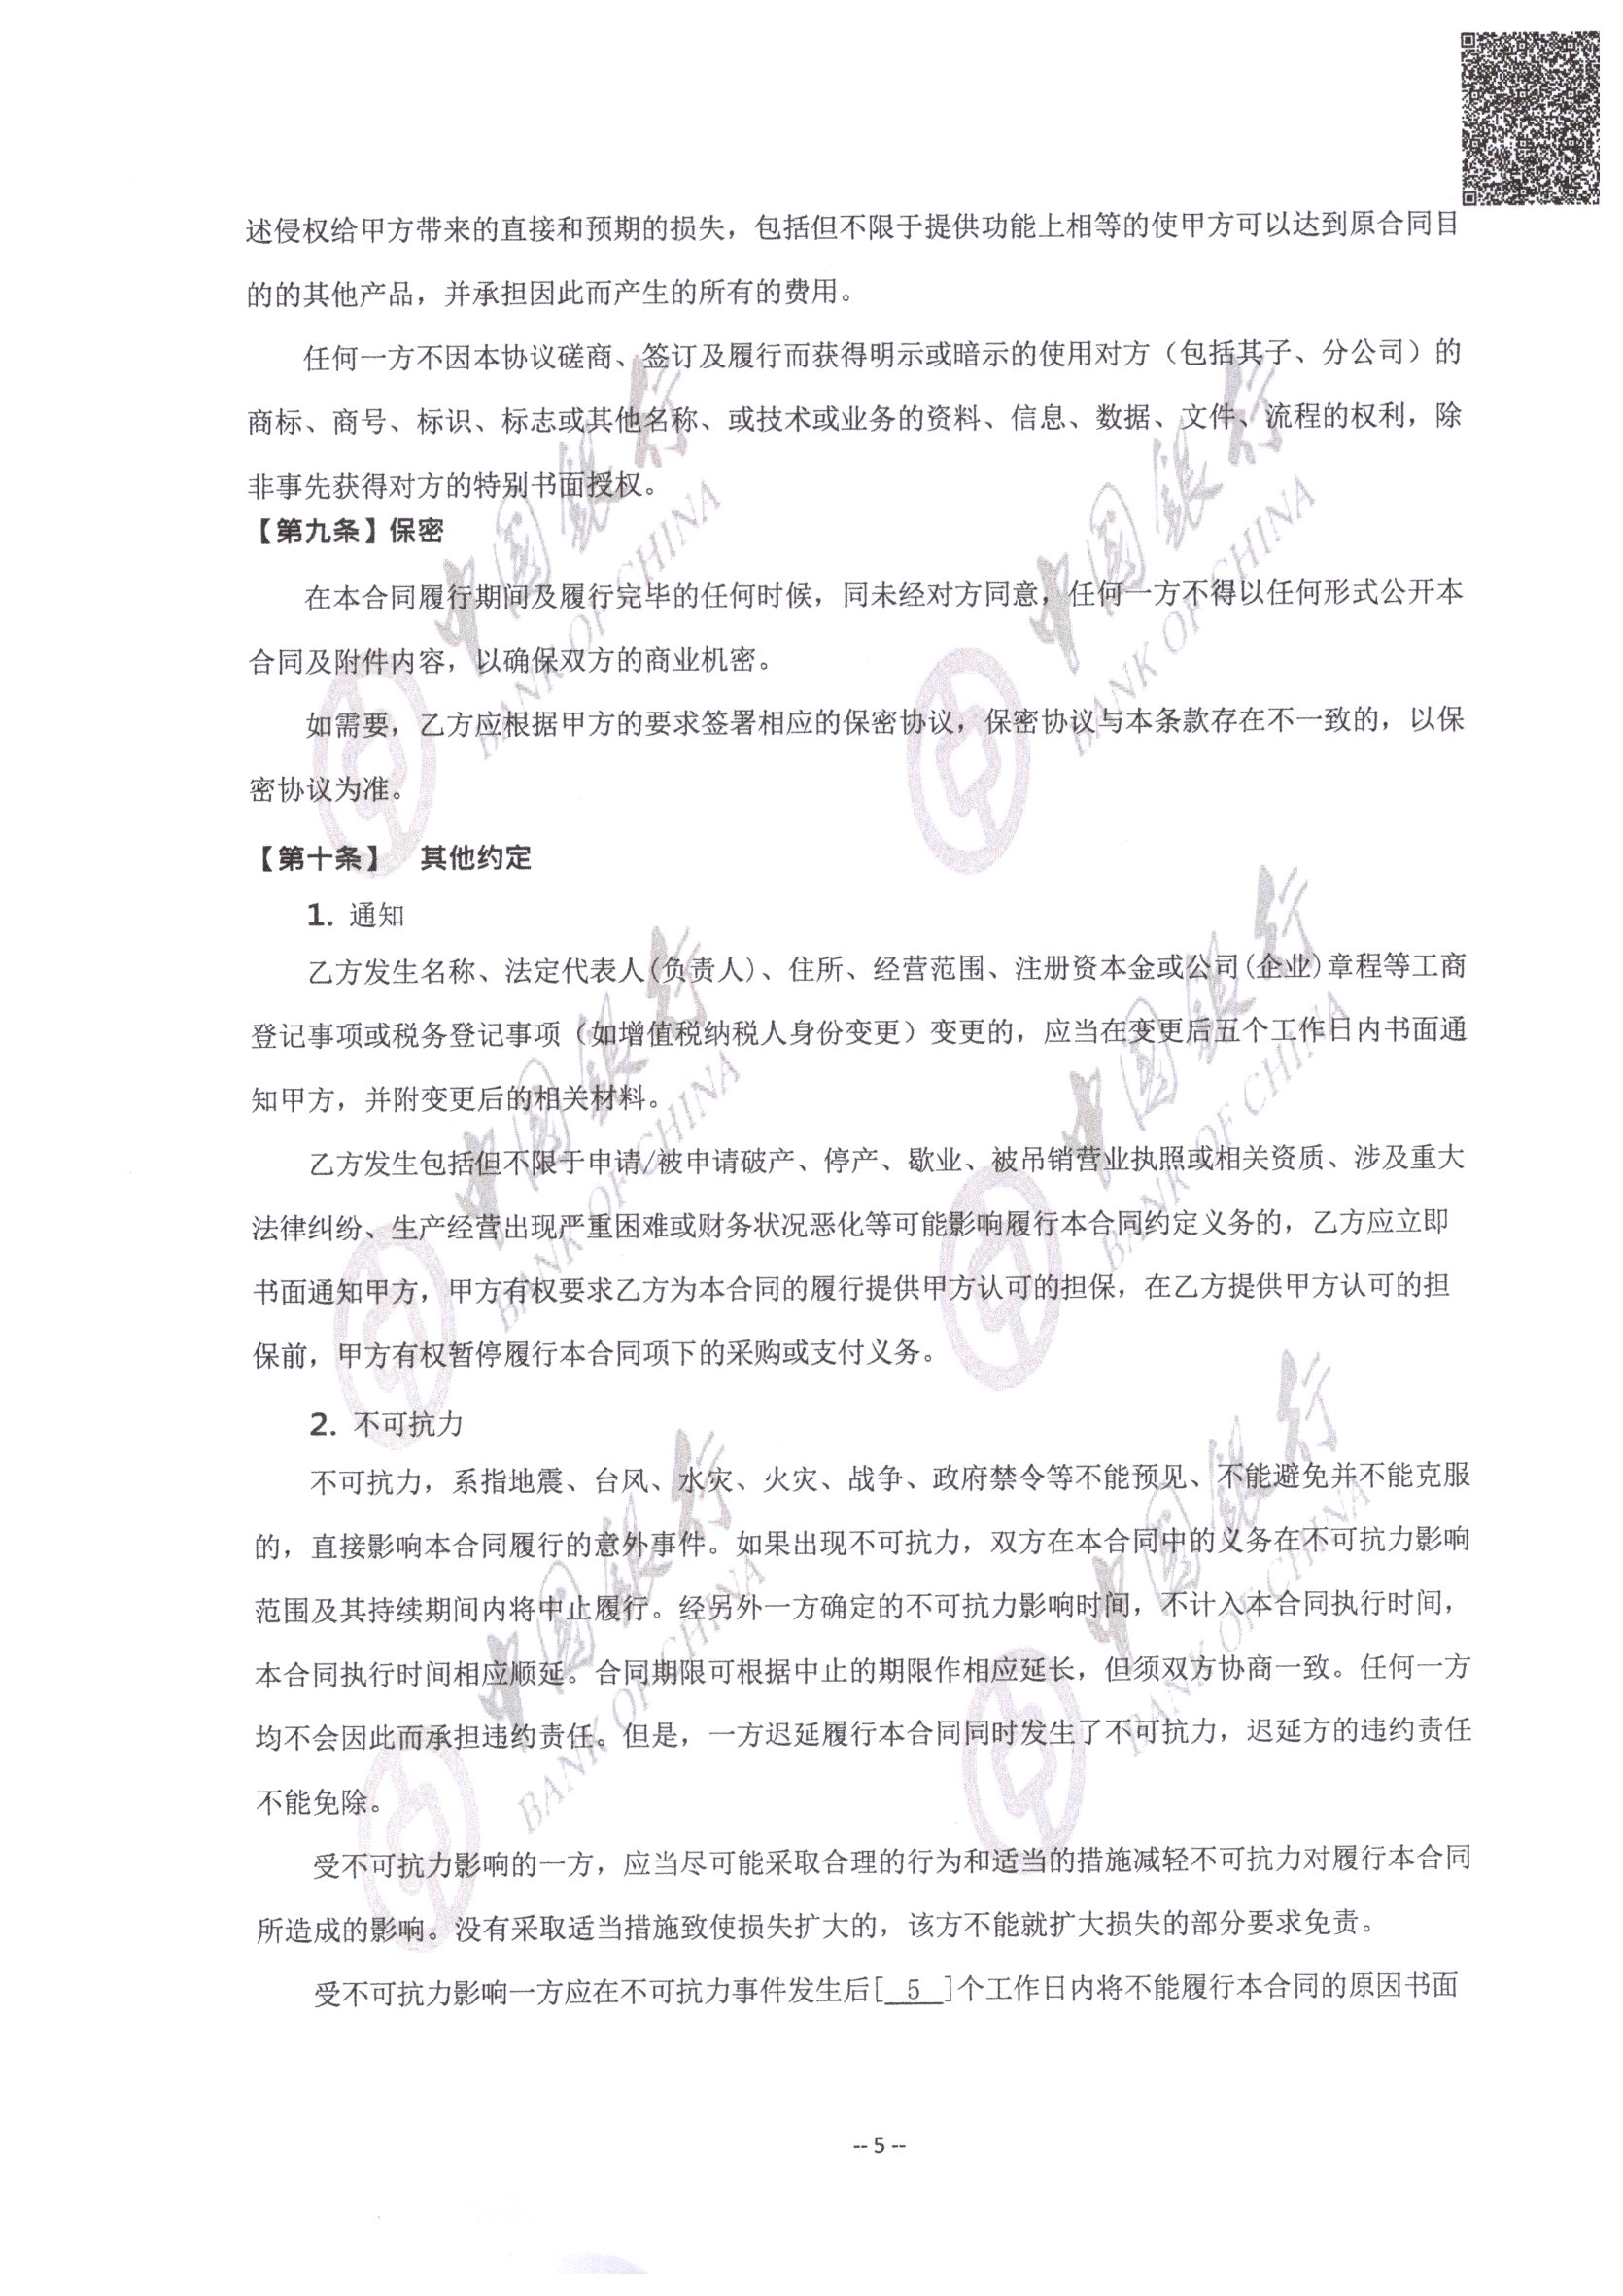 述侵权给甲方带来的直接和预期的损失，包括但不限于提供功能上相等的使甲方可以达到原合同目
的的其他产品，并承担因此而产生的所有的费用。
任何一方不因本协议磋商、签订及履行而获得明示或暗示的使用对方（包括其子、分公司）的
商标、商号、标识、标志或其他名称、或技术或业务的资料、信息、数据、文件、流程的权利，除
非事先获得对方的特别书面授权。
【第九条】保密
在本合同履行期间及履行完毕的任何时候，同未经对方同意，任何一方不得以任何形式公开本
合同及附件内容，以确保双方的商业机密。
如需要，乙方应根据甲方的要求签署相应的保密协议，保密协议与本条款存在不一致的，以保
密协议为准。
【第十条】 其他约定
1. 通知
乙方发生名称、法定代表人(负责人)、住所、经营范围、注册资本金或公司(企业)章程等工商
登记事项或税务登记事项（如增值税纳税人身份变更）变更的，应当在变更后五个工作日内书面通
知甲方，并附变更后的相关材料。
乙方发生包括但不限于申请/被申请破产、停产、歇业、被吊销营业执照或相关资质、涉及重大
法律纠纷、生产经营出现严重困难或财务状况恶化等可能影响履行本合同约定义务的，乙方应立即
书面通知甲方，甲方有权要求乙方为本合同的履行提供甲方认可的担保，在乙方提供甲方认可的担
保前，甲方有权暂停履行本合同项下的采购或支付义务。
2. 不可抗力
不可抗力，系指地震、台风、水灾、火灾、战争、政府禁令等不能预见、不能避免并不能克服
的，直接影响本合同履行的意外事件。如果出现不可抗力，双方在本合同中的义务在不可抗力影响
范围及其持续期间内将中止履行。经另外一方确定的不可抗力影响时间，不计入本合同执行时间，
本合同执行时间相应顺延。合同期限可根据中止的期限作相应延长，但须双方协商一致。任何一方
均不会因此而承担违约责任。但是，一方迟延履行本合同同时发生了不可抗力，迟延方的违约责任
不能免除。
受不可抗力影响的一方，应当尽可能采取合理的行为和适当的措施减轻不可抗力对履行本合同
所造成的影响。没有采取适当措施致使损失扩大的，该方不能就扩大损失的部分要求免责。
受不可抗力影响一方应在不可抗力事件发生后[ 5 ]个工作日内将不能履行本合同的原因书面
-- 5 --
中国银行
BANK OF CHINA
中国银行
BANK OF CHINA
中国银行
BANK OF CHINA
中国银行
BANK OF CHINA
中国银行
BANK OF CHINA
中国银行
BANK OF CHINA